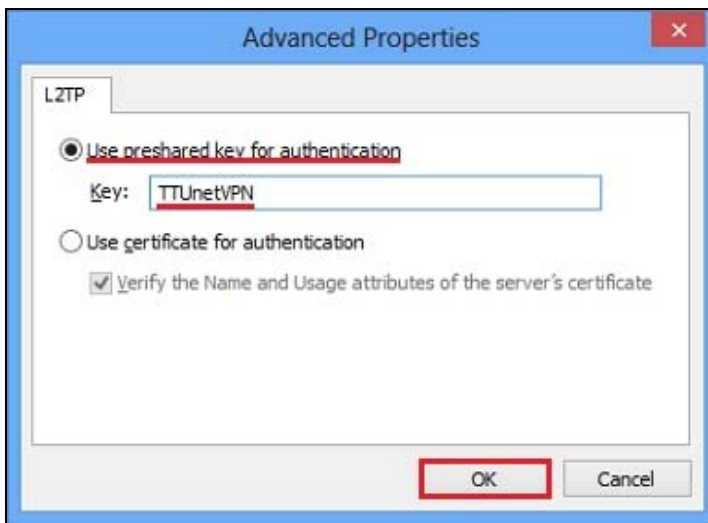 Advanced Properties
L2TP
Use preshared key for authentication
Key: TTUnetVPN
Use certificate for authentication
Verify the Name and Usage attributes of the server's certificate
OK Cancel